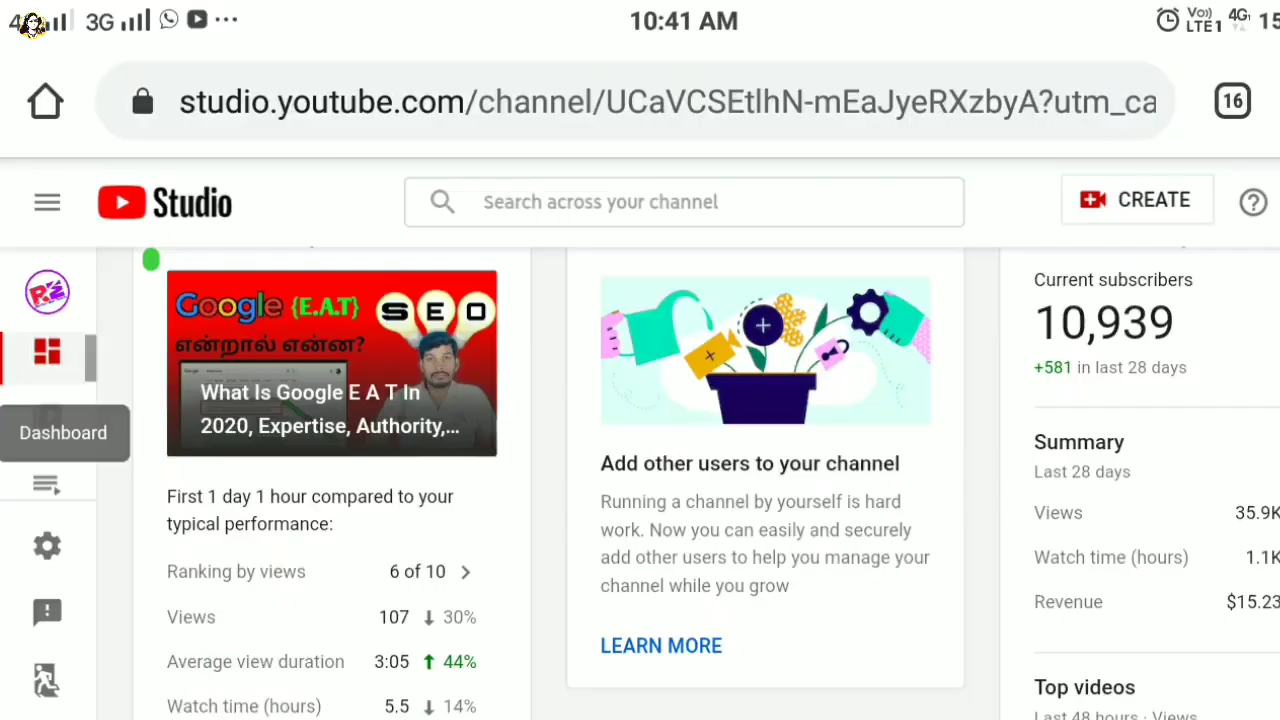 3G
10:41 AM
Vo))
LTE1
4G
15
studio.youtube.com/channel/UCaVCSEtlhN-mEaJyeRXzbyA?utm_ca
16
Studio
Search across your channel
CREATE
Google {E.A.T} SEO
என்றால் என்ன?
What Is Google E A T In
2020, Expertise, Authority,...
First 1 day 1 hour compared to your
typical performance:
Ranking by views 6 of 10
Views 107 30%
Average view duration 3:05 44%
Watch time (hours) 5.5 14%
Dashboard
Add other users to your channel
Running a channel by yourself is hard
work. Now you can easily and securely
add other users to help you manage your
channel while you grow
LEARN MORE
Current subscribers
10,939
+581 in last 28 days
Summary
Last 28 days
Views 35.9K
Watch time (hours) 1.1K
Revenue $15.23
Top videos
Last 48 hours · Views